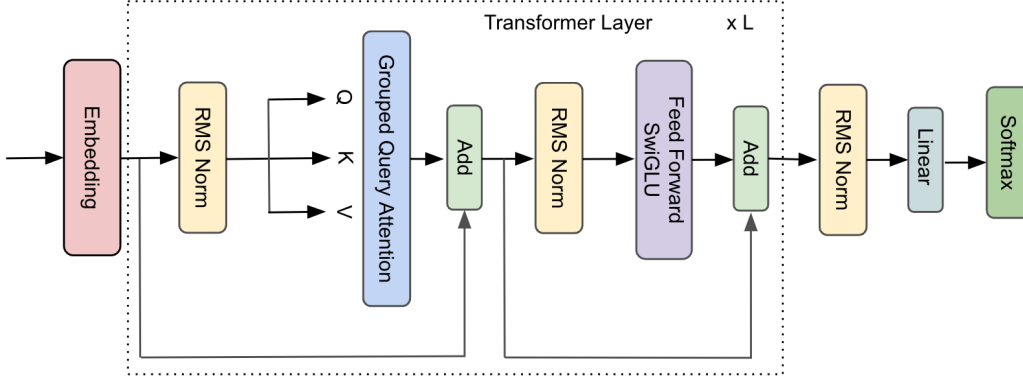 Transformer Layer x L
Embedding
RMS Norm
Q
K
V
Grouped Query Attention
Add
RMS Norm
Feed Forward
SwiGLU
Add
RMS Norm
Linear
Softmax